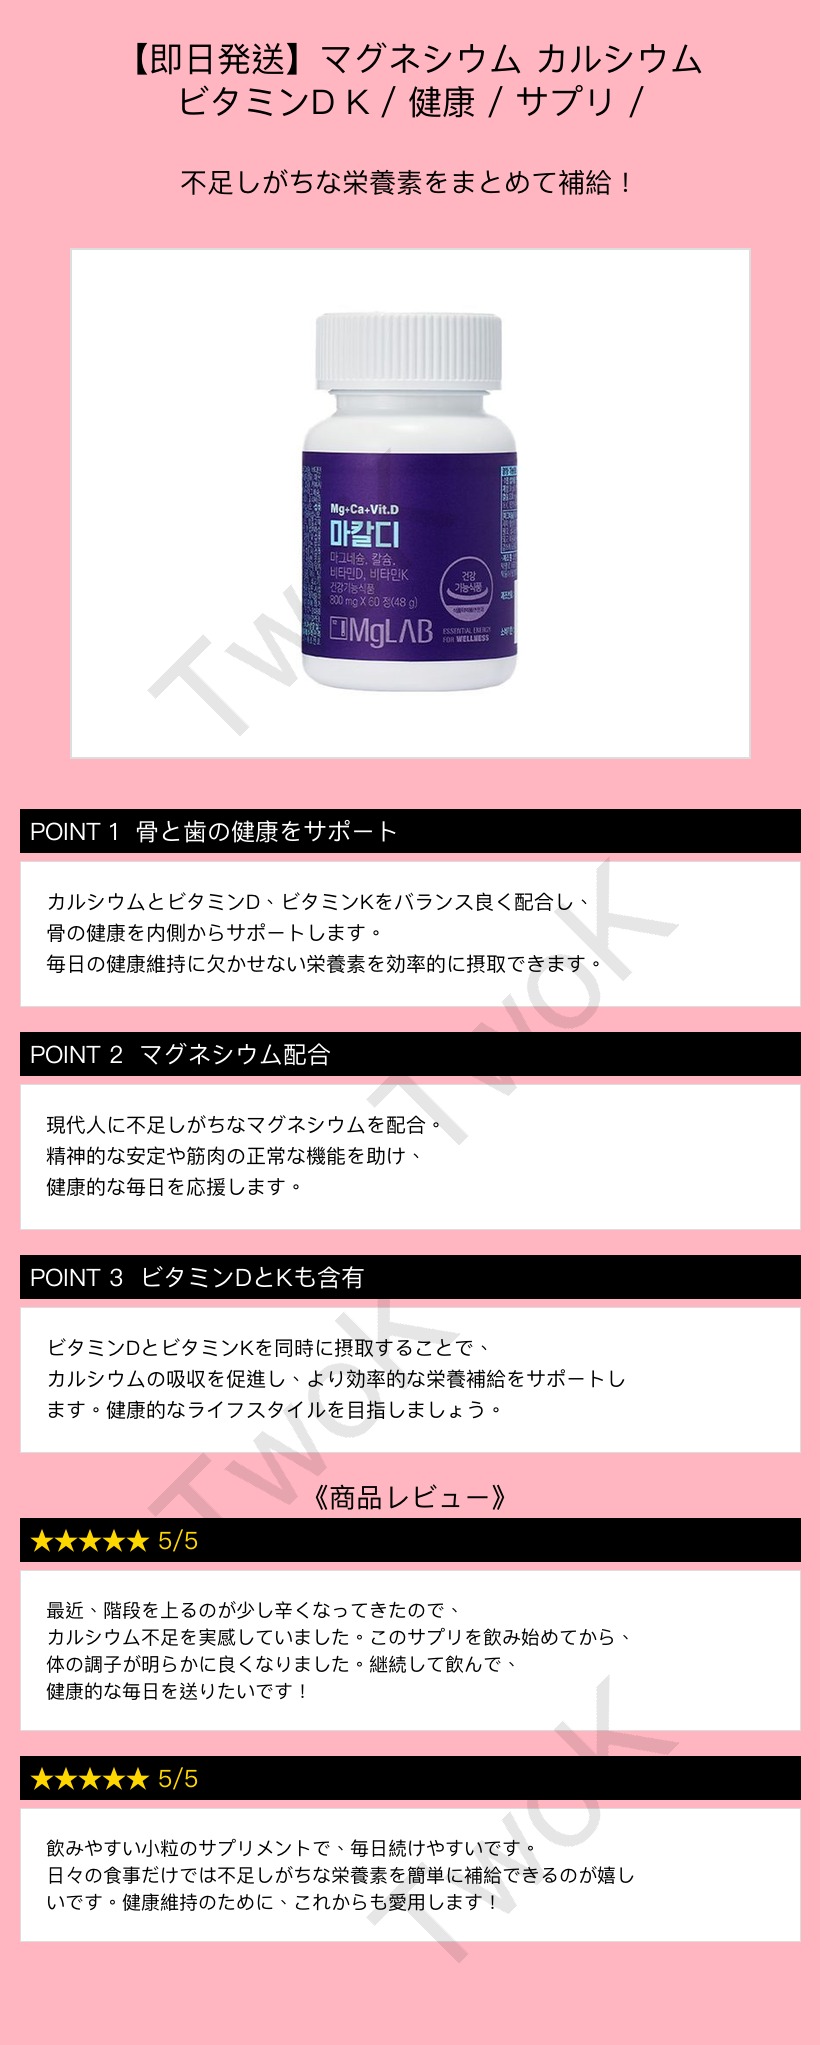 【即日発送】マグネシウム カルシウム
ビタミンD K / 健康 / サプリ /
不足しがちな栄養素をまとめて補給！
Mg+Ca+Vit.D
마칼디
마그네슘, 칼슘,
비타민D, 비타민K
건강기능식품
800 mg X 60 정(48 g)
건강
기능식품
MgLAB
ESSENTIAL ENERGY
FOR WELLNESS
POINT 1 骨と歯の健康をサポート
カルシウムとビタミンD、ビタミンKをバランス良く配合し、
骨の健康を内側からサポートします。
毎日の健康維持に欠かせない栄養素を効率的に摂取できます。
POINT 2 マグネシウム配合
現代人に不足しがちなマグネシウムを配合。
精神的な安定や筋肉の正常な機能を助け、
健康的な毎日を応援します。
POINT 3 ビタミンDとKも含有
ビタミンDとビタミンKを同時に摂取することで、
カルシウムの吸収を促進し、より効率的な栄養補給をサポートし
ます。健康的なライフスタイルを目指しましょう。
《商品レビュー》
★★★★★ 5/5
最近、階段を上るのが少し辛くなってきたので、
カルシウム不足を実感していました。このサプリを飲み始めてから、
体の調子が明らかに良くなりました。継続して飲んで、
健康的な毎日を送りたいです！
★★★★★ 5/5
飲みやすい小粒のサプリメントで、毎日続けやすいです。
日々の食事だけでは不足しがちな栄養素を簡単に補給できるのが嬉し
いです。健康維持のために、これからも愛用します！
TwoK
TwoK
TwoK
TwoK